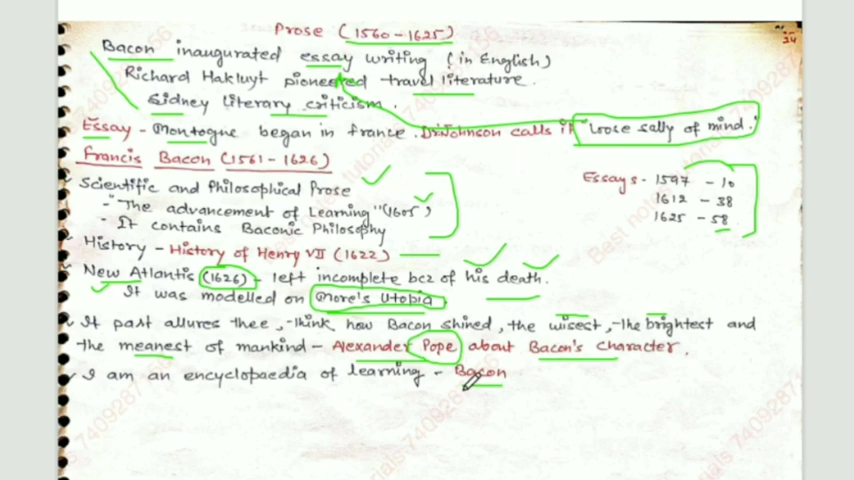 24
Prose (1560-1625)
Bacon inaugurated essay writing (in English)
Richard Hakluyt pioneered travel literature.
Sidney literary criticism.
Essay - Montogne began in france. Dr.Johnson calls it "loose sally of mind."
Francis Bacon (1561-1626)
Scientific and Philosophical Prose
- "The advancement of Learning" (1605)
- It contains Baconic Philosophy
Essays - 1597 - 10
1612 - 38
1625 - 58
History - History of Henry VII (1622)
New Atlantis (1626) - left incomplete bcz of his death.
It was modelled on More's Utopia.
It part allures thee, think how Bacon shined, the wisest, the brightest and
the meanest of mankind - Alexander Pope about Bacon's Character.
I am an encyclopaedia of learning - Bacon